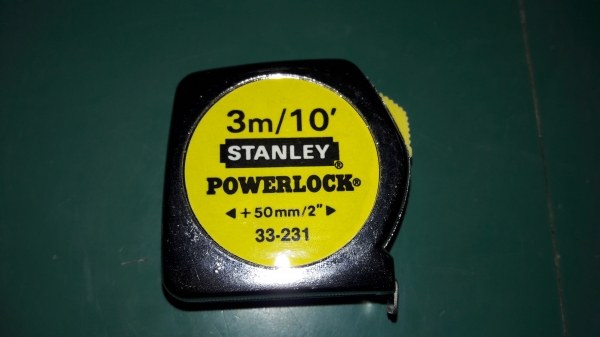 3m/10'
STANLEY®
POWERLOCK®
◀ +50mm/2" ▶
33-231